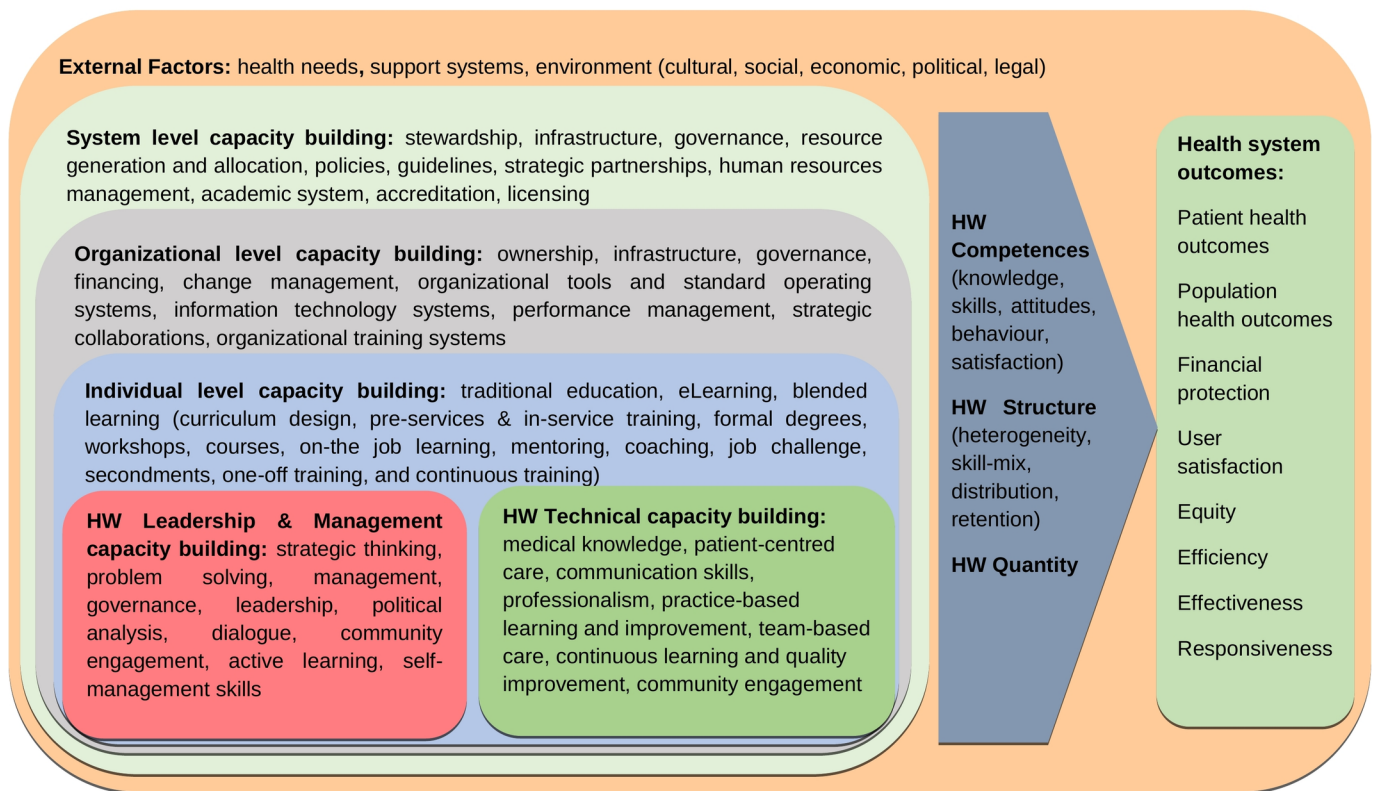 External Factors: health needs, support systems, environment (cultural, social, economic, political, legal)
System level capacity building: stewardship, infrastructure, governance, resource
generation and allocation, policies, guidelines, strategic partnerships, human resources
management, academic system, accreditation, licensing
Organizational level capacity building: ownership, infrastructure, governance,
financing, change management, organizational tools and standard operating
systems, information technology systems, performance management, strategic
collaborations, organizational training systems
Individual level capacity building: traditional education, eLearning, blended
learning (curriculum design, pre-services & in-service training, formal degrees,
workshops, courses, on-the job learning, mentoring, coaching, job challenge,
secondments, one-off training, and continuous training)
HW Leadership & Management
capacity building: strategic thinking,
problem solving, management,
governance, leadership, political
analysis, dialogue, community
engagement, active learning, self-
management skills
HW Technical capacity building:
medical knowledge, patient-centred
care, communication skills,
professionalism, practice-based
learning and improvement, team-based
care, continuous learning and quality
improvement, community engagement
HW
Competences
(knowledge,
skills, attitudes,
behaviour,
satisfaction)
HW Structure
(heterogeneity,
skill-mix,
distribution,
retention)
HW Quantity
Health system
outcomes:
Patient health
outcomes
Population
health outcomes
Financial
protection
User
satisfaction
Equity
Efficiency
Effectiveness
Responsiveness